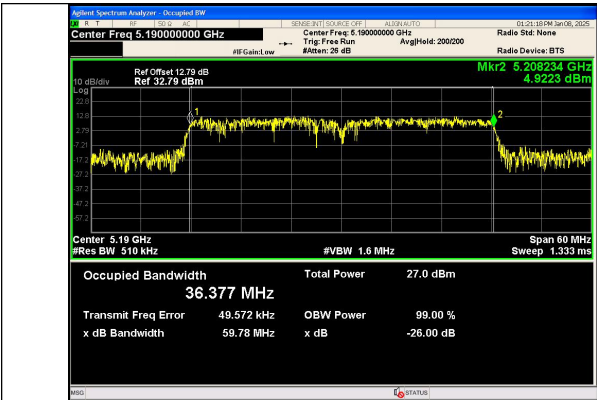 Agilent Spectrum Analyzer - Occupied BW
R T RF 50 Ω AC SENSE:INT SOURCE OFF ALIGN AUTO 01:21:18 PM Jan 08, 2025
Center Freq 5.190000000 GHz Center Freq: 5.190000000 GHz Radio Std: None
Trig: Free Run Avg|Hold: 200/200
#IFGain:Low #Atten: 26 dB Radio Device: BTS
Mkr2 5.208234 GHz
Ref Offset 12.79 dB
10 dB/div Ref 32.79 dBm 4.9223 dBm
Log
22.8
12.8
2.79
-7.21
-17.2
-27.2
-37.2
-47.2
-57.2
1
2
Center 5.19 GHz Span 60 MHz
#Res BW 510 kHz #VBW 1.6 MHz Sweep 1.333 ms
Occupied Bandwidth Total Power 27.0 dBm
36.377 MHz
Transmit Freq Error 49.572 kHz OBW Power 99.00 %
x dB Bandwidth 59.78 MHz x dB -26.00 dB
MSG STATUS